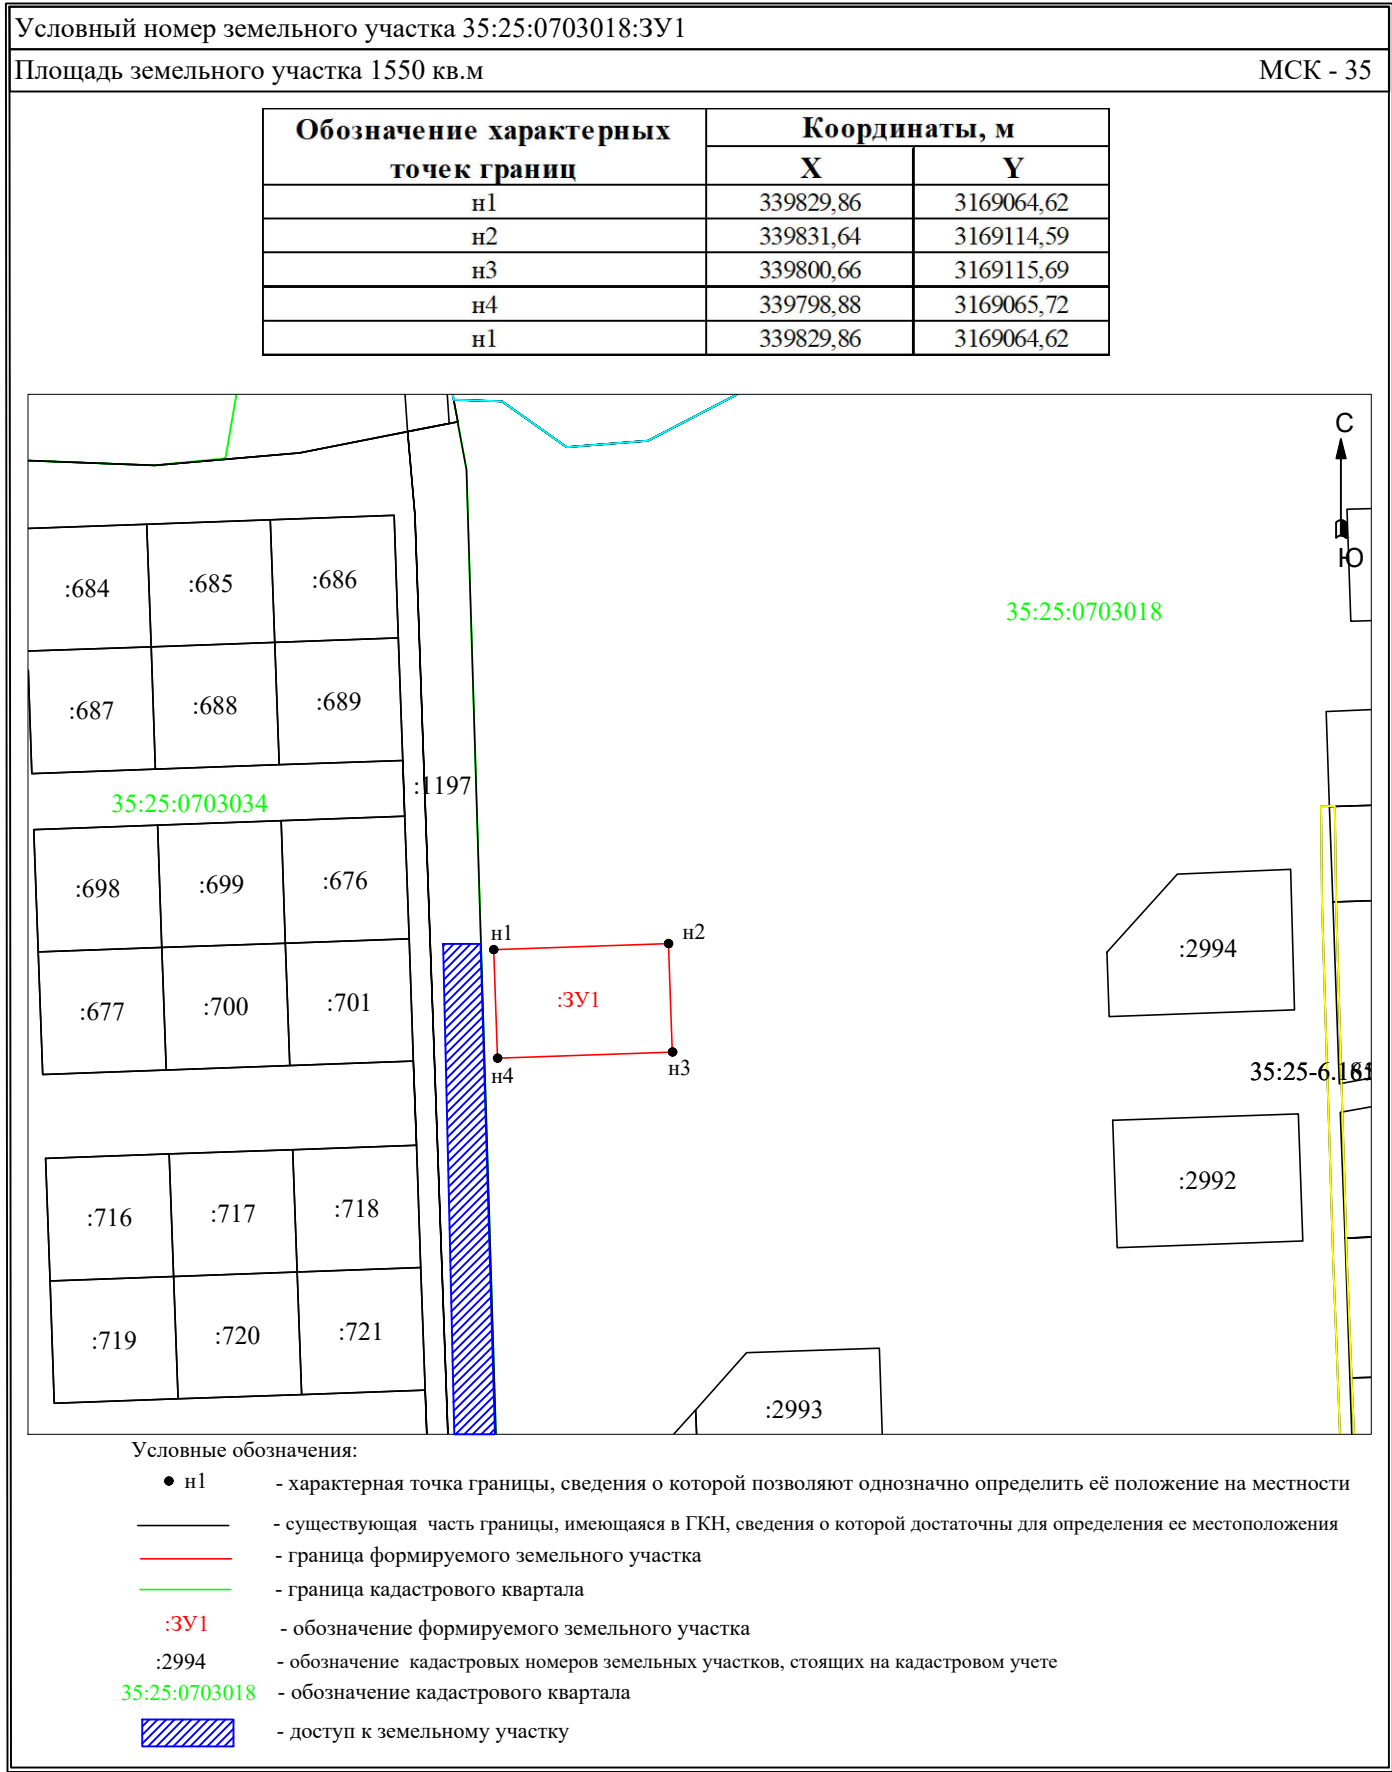 Условный номер земельного участка 35:25:0703018:ЗУ1
Площадь земельного участка 1550 кв.м МСК - 35
Обозначение характерных точек границ Координаты, м
X Y
н1 339829,86 3169064,62
н2 339831,64 3169114,59
н3 339800,66 3169115,69
н4 339798,88 3169065,72
н1 339829,86 3169064,62
С
Ю
:684 :685 :686
35:25:0703018
:687 :688 :689
:1197
35:25:0703034
:698 :699 :676
н1 н2
:2994
:677 :700 :701 :ЗУ1
н4 н3
:716 :717 :718
:2992
:719 :720 :721
:2993
Условные обозначения:
н1 - характерная точка границы, сведения о которой позволяют однозначно определить её положение на местности
- существующая часть границы, имеющаяся в ГКН, сведения о которой достаточны для определения ее местоположения
- граница формируемого земельного участка
- граница кадастрового квартала
:ЗУ1 - обозначение формируемого земельного участка
:2994 - обозначение кадастровых номеров земельных участков, стоящих на кадастровом учете
35:25:0703018 - обозначение кадастрового квартала
- доступ к земельному участку